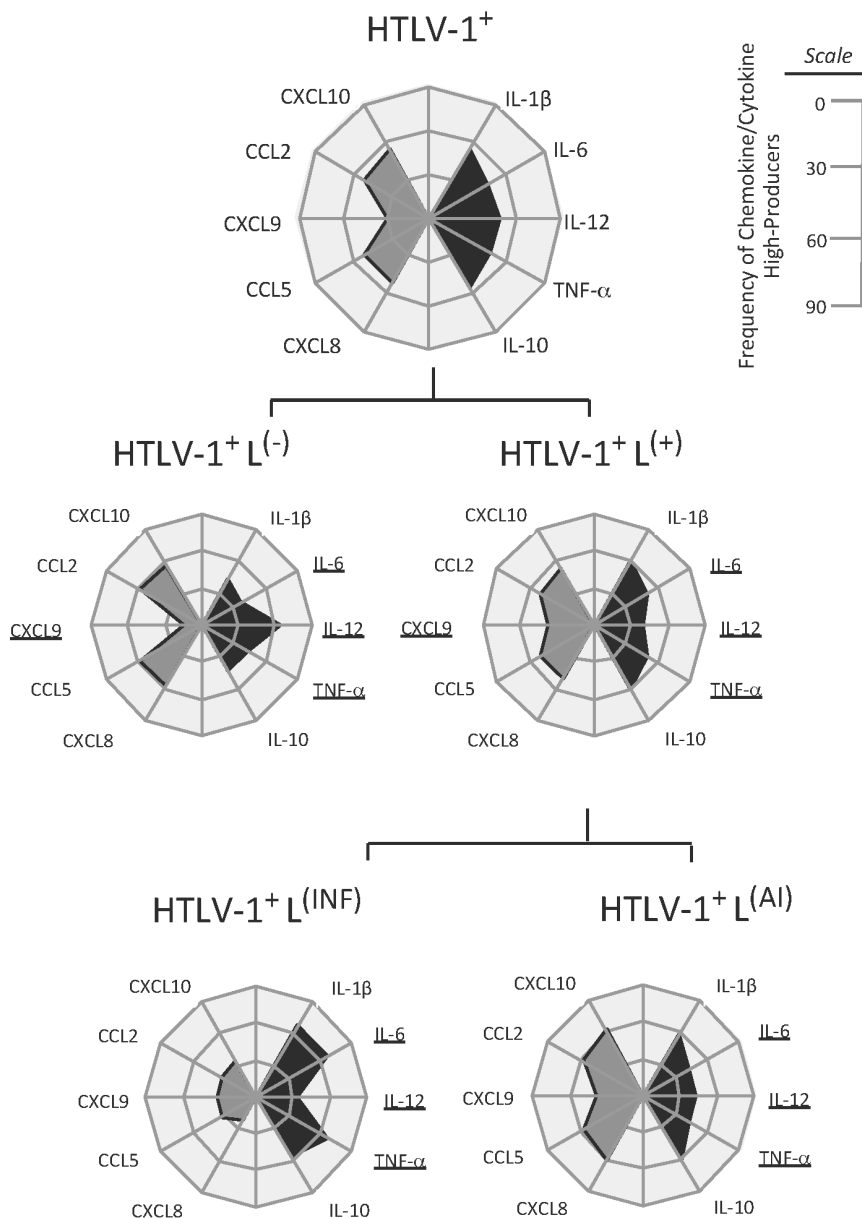 HTLV-1+
Scale
Frequency of Chemokine/Cytokine
High-Producers
0
30
60
90
CXCL10
IL-1β
CCL2
IL-6
CXCL9
IL-12
CCL5
TNF-α
CXCL8
IL-10
HTLV-1+ L(-)
HTLV-1+ L(+)
CXCL10
IL-1β
CCL2
IL-6
CXCL9
IL-12
CCL5
TNF-α
CXCL8
IL-10
CXCL10
IL-1β
CCL2
IL-6
CXCL9
IL-12
CCL5
TNF-α
CXCL8
IL-10
HTLV-1+ L(INF)
HTLV-1+ L(AI)
CXCL10
IL-1β
CCL2
IL-6
CXCL9
IL-12
CCL5
TNF-α
CXCL8
IL-10
CXCL10
IL-1β
CCL2
IL-6
CXCL9
IL-12
CCL5
TNF-α
CXCL8
IL-10